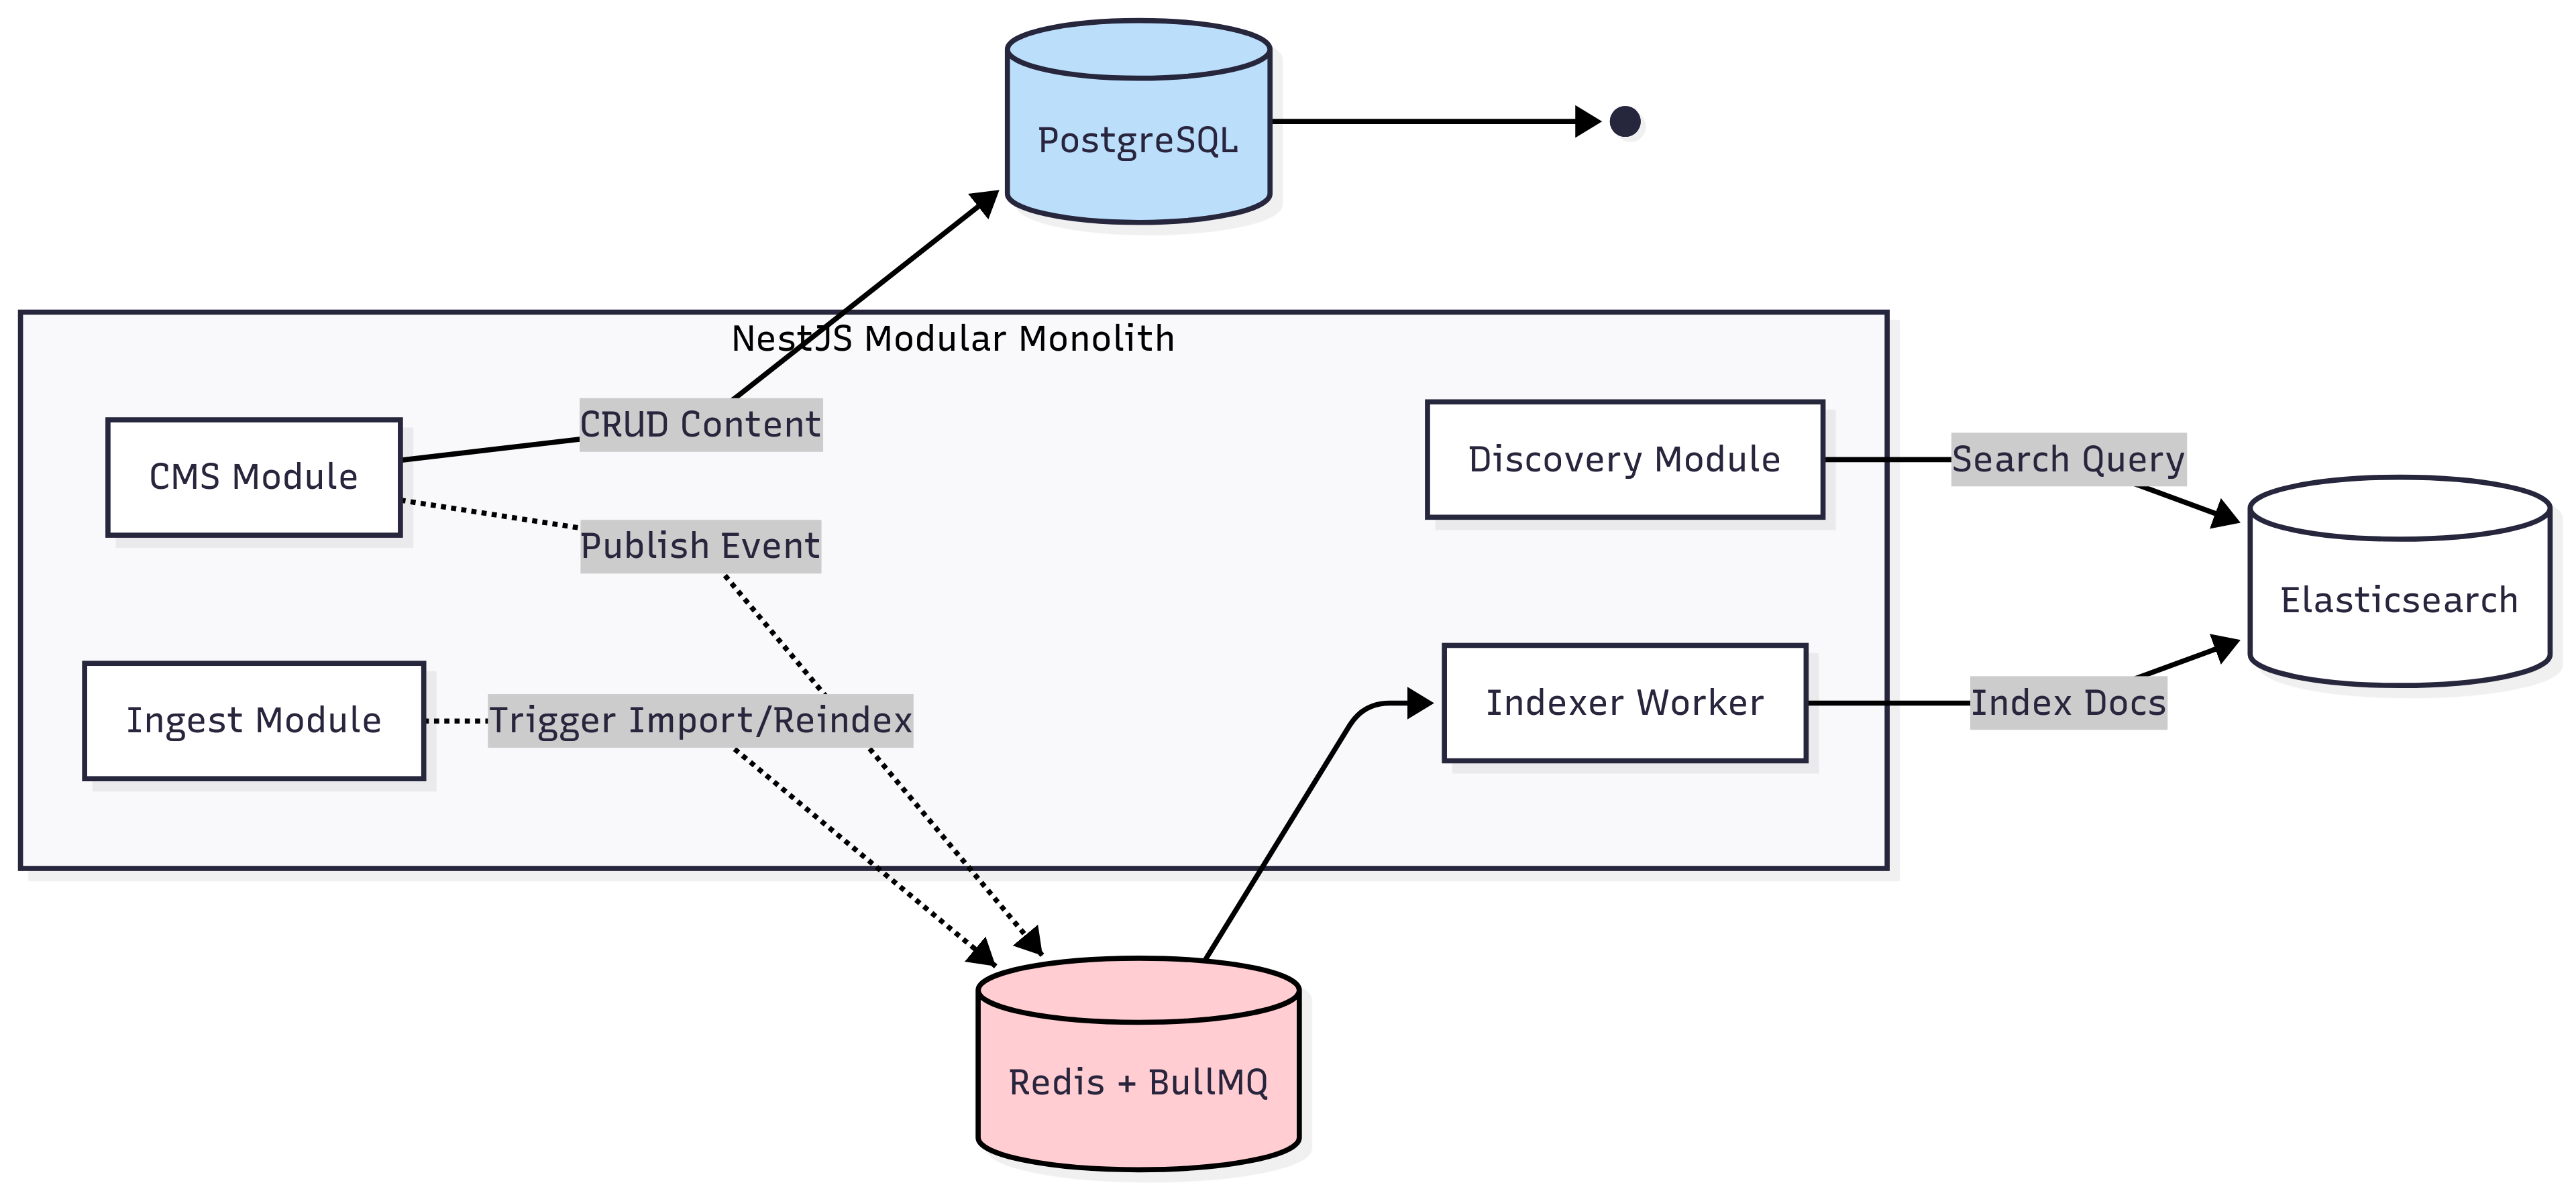 PostgreSQL
NestJS Modular Monolith
CRUD Content
CMS Module
Publish Event
Ingest Module
Trigger Import/Reindex
Discovery Module
Search Query
Indexer Worker
Index Docs
Elasticsearch
Redis + BullMQ